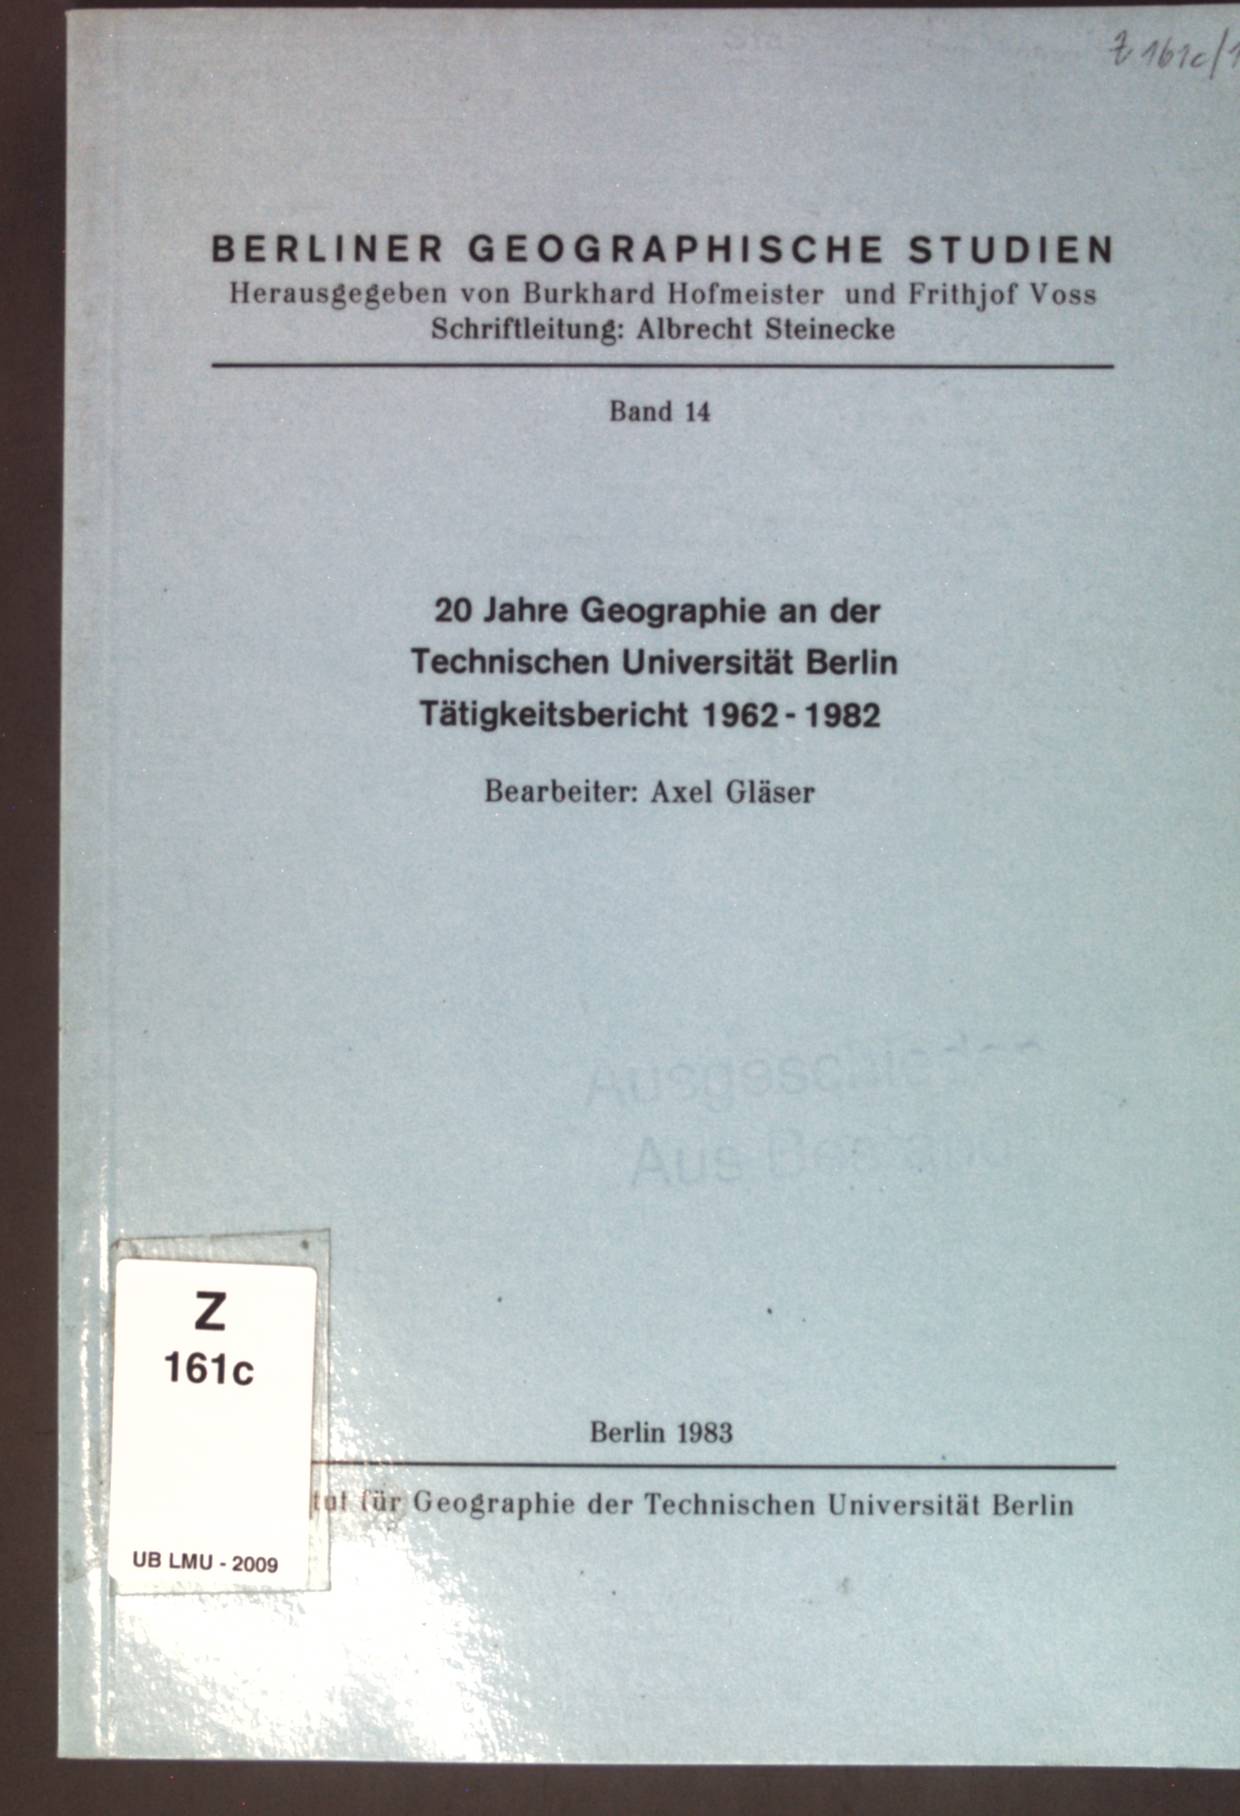 Z 161c/1
BERLINER GEOGRAPHISCHE STUDIEN
Herausgegeben von Burkhard Hofmeister und Frithjof Voss
Schriftleitung: Albrecht Steinecke
Band 14
20 Jahre Geographie an der
Technischen Universität Berlin
Tätigkeitsbericht 1962 - 1982
Bearbeiter: Axel Gläser
Ausgeschieden
Aus Bestand
Z
161c
UB LMU - 2009
Berlin 1983
für Geographie der Technischen Universität Berlin